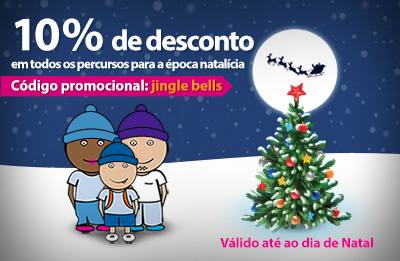 10% de desconto
em todos os percursos para a época natalícia
Código promocional: jingle bells
Válido até ao dia de Natal